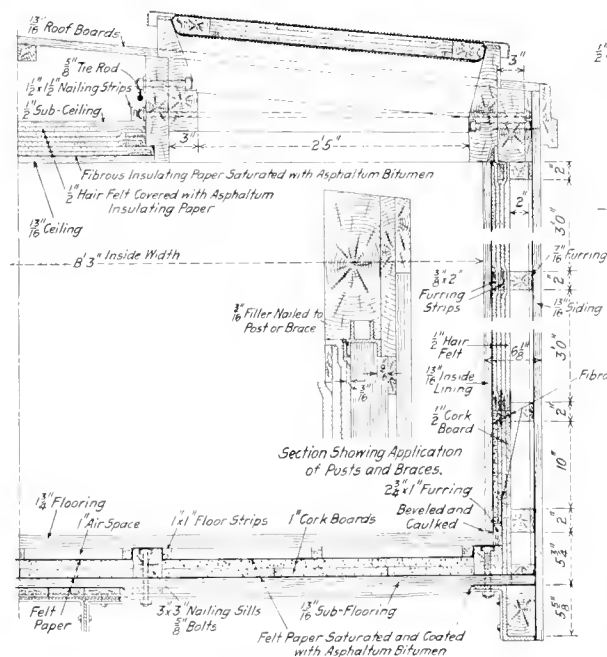 13/16" Roof Boards
5/8" Tie Rod
1 1/2" x 1 1/2" Nailing Strips
1/2" Sub-Ceiling
3"
2'5"
3"
Fibrous Insulating Paper Saturated with Asphaltum Bitumen
1/2" Hair Felt Covered with Asphaltum
Insulating Paper
13/16" Ceiling
8'3" Inside Width
2"
2"
3'0"
7/16" Furring
2"
13/16" Siding
3/8" x 2"
Furring
Strips
3/16" Filler Nailed to
Post or Brace
1/2" Hair
Felt
6 1/8"
3'0"
13/16" Inside
Lining
Fibro
1/2" Cork
Board
2"
Section Showing Application
of Posts and Braces.
10"
2 3/4" x 1" Furring
Beveled and
Caulked
1 3/4" Flooring
1" Air Space
1" x 1" Floor Strips
1" Cork Boards
2"
5 3/4"
5 5/8"
Felt
Paper
3" x 3" Nailing Sills
5/8" Bolts
13/16" Sub-Flooring
Felt Paper Saturated and Coated
with Asphaltum Bitumen